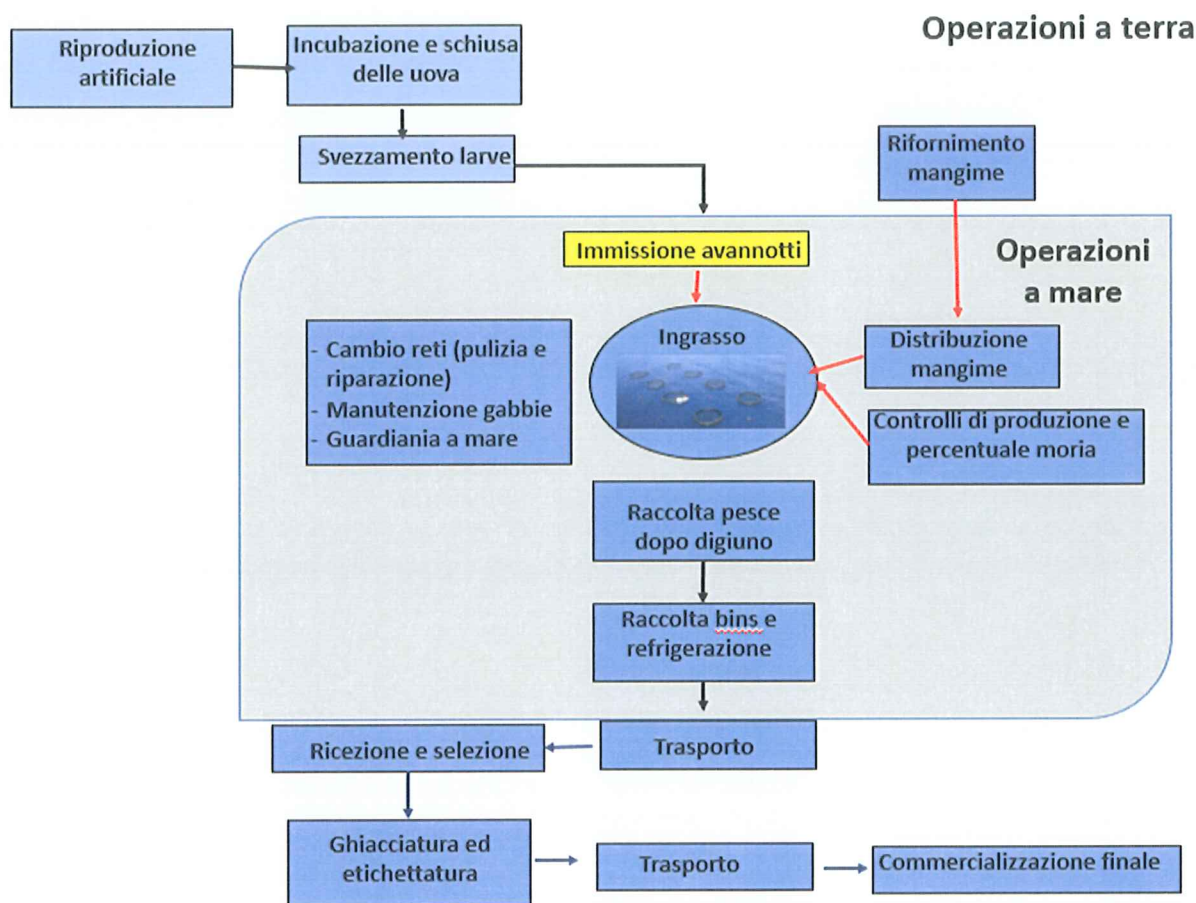 Operazioni a terra
Riproduzione
artificiale
Incubazione e schiusa
delle uova
Svezzamento larve
Rifornimento
mangime
Immissione avannotti
Operazioni
a mare
Ingrasso
- Cambio reti (pulizia e
riparazione)
- Manutenzione gabbie
- Guardiania a mare
Distribuzione
mangime
Controlli di produzione e
percentuale moria
Raccolta pesce
dopo digiuno
Raccolta bins e
refrigerazione
Ricezione e selezione
Trasporto
Ghiacciatura ed
etichettatura
Trasporto
Commercializzazione finale